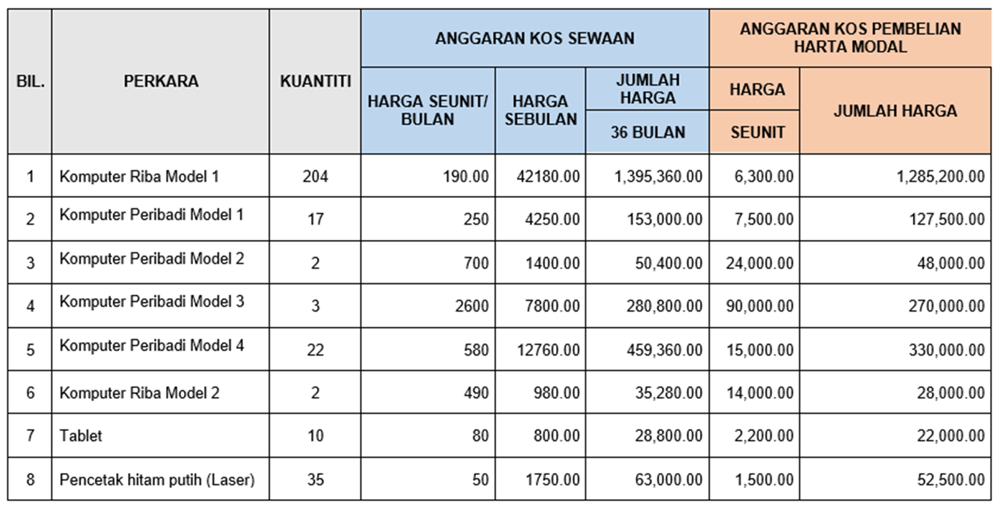 BIL. PERKARA KUANTITI ANGGARAN KOS SEWAAN ANGGARAN KOS PEMBELIAN
HARTA MODAL
HARGA SEUNIT/
BULAN
HARGA
SEBULAN
JUMLAH
HARGA
36 BULAN
HARGA
SEUNIT
JUMLAH HARGA
1 Komputer Riba Model 1 204 190.00 42180.00 1,395,360.00 6,300.00 1,285,200.00
2 Komputer Peribadi Model 1 17 250 4250.00 153,000.00 7,500.00 127,500.00
3 Komputer Peribadi Model 2 2 700 1400.00 50,400.00 24,000.00 48,000.00
4 Komputer Peribadi Model 3 3 2600 7800.00 280,800.00 90,000.00 270,000.00
5 Komputer Peribadi Model 4 22 580 12760.00 459,360.00 15,000.00 330,000.00
6 Komputer Riba Model 2 2 490 980.00 35,280.00 14,000.00 28,000.00
7 Tablet 10 80 800.00 28,800.00 2,200.00 22,000.00
8 Pencetak hitam putih (Laser) 35 50 1750.00 63,000.00 1,500.00 52,500.00